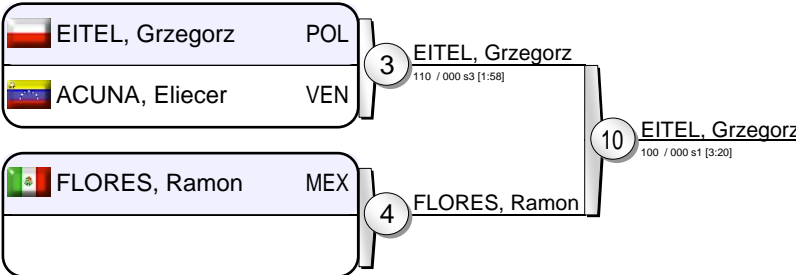 EITEL, Grzegorz POL
ACUNA, Eliecer VEN
3
EITEL, Grzegorz
110 / 000 s3 [1:58]
10
EITEL, Grzegorz
100 / 000 s1 [3:20]
FLORES, Ramon MEX
4
FLORES, Ramon